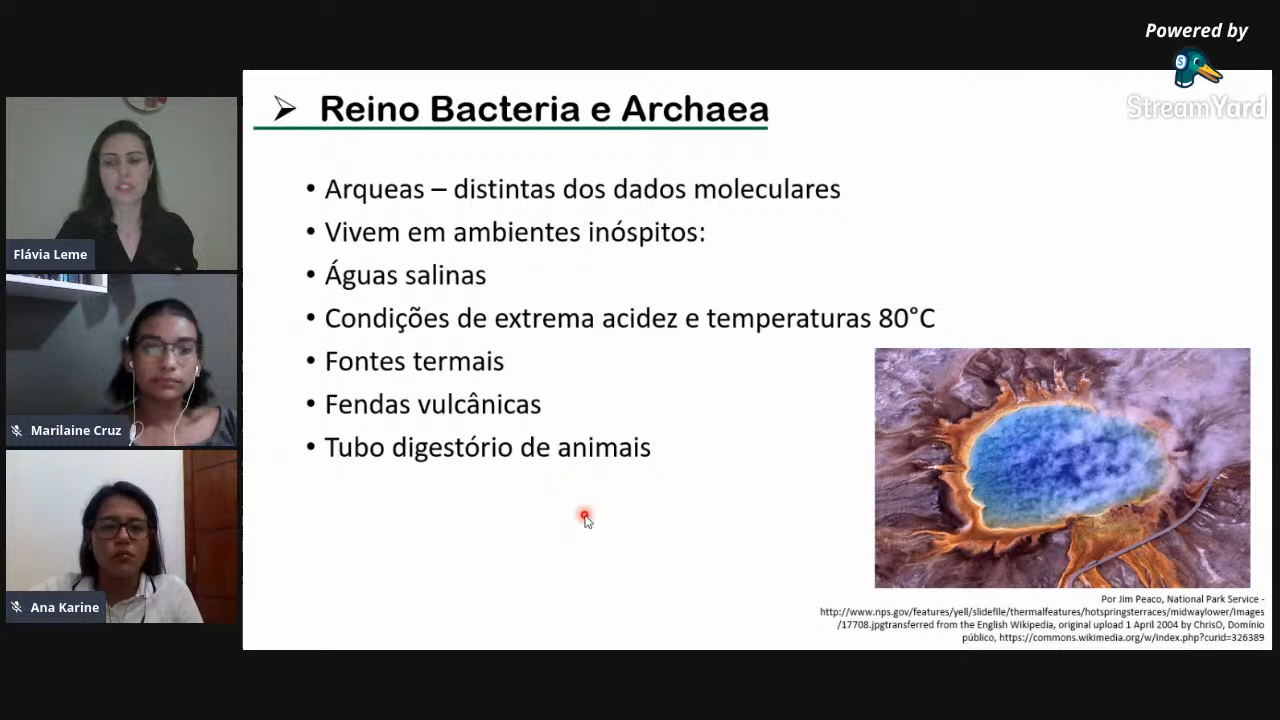 Powered by
StreamYard
Reino Bacteria e Archaea
• Arqueas – distintas dos dados moleculares
• Vivem em ambientes inóspitos:
• Águas salinas
• Condições de extrema acidez e temperaturas 80°C
• Fontes termais
• Fendas vulcânicas
• Tubo digestório de animais
Flávia Leme
Marilaine Cruz
Ana Karine
Por Jim Peaco, National Park Service -
http://www.nps.gov/features/yell/slidefile/thermalfeatures/hotspringsterraces/midwaylower/Images
/17708.jpgtransferred from the English Wikipedia, original upload 1 April 2004 by ChrisO, Domínio
público, https://commons.wikimedia.org/w/index.php?curid=326389